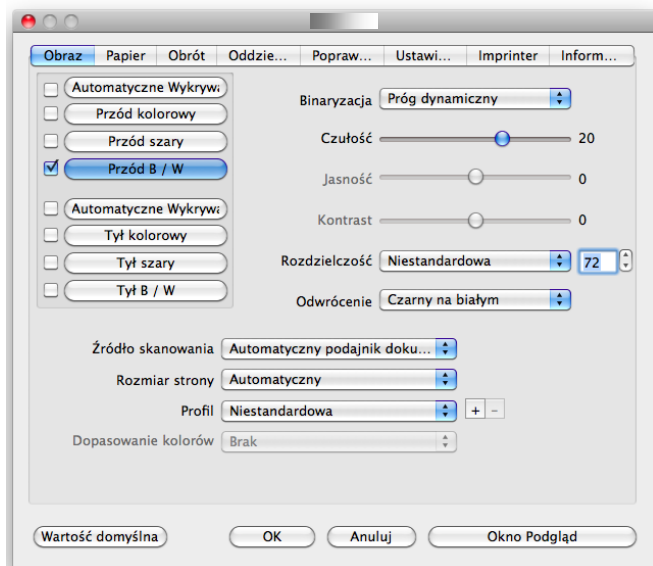 Obraz Papier Obrót Oddzie... Popraw... Ustawi... Imprinter Inform...
Automatyczne Wykryw
Przód kolorowy
Przód szary
Przód B / W
Automatyczne Wykryw
Tył kolorowy
Tył szary
Tył B / W
Binaryzacja Próg dynamiczny
Czułość 20
Jasność 0
Kontrast 0
Rozdzielczość Niestandardowa 72
Odwrócenie Czarny na białym
Źródło skanowania Automatyczny podajnik doku...
Rozmiar strony Automatyczny
Profil Niestandardowa + -
Dopasowanie kolorów Brak
Wartość domyślna OK Anuluj Okno Podgląd